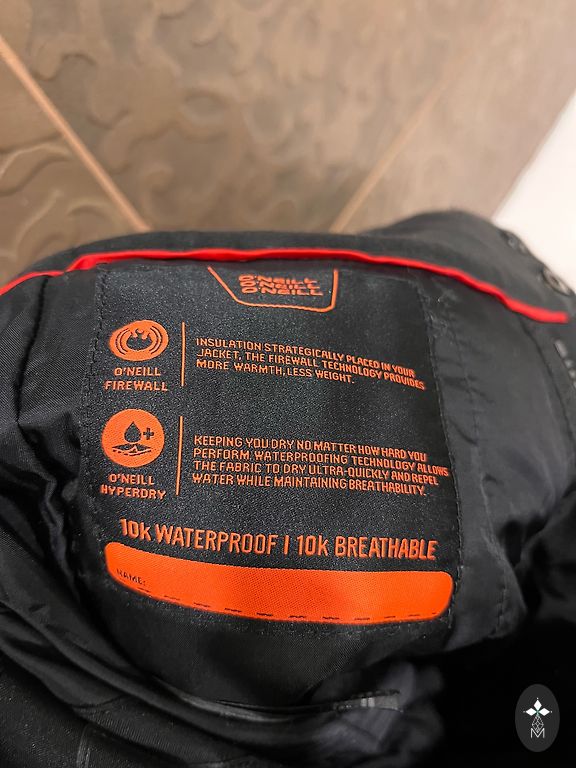 O'NEILL
O'NEILL
O'NEILL
O'NEILL
FIREWALL
INSULATION STRATEGICALLY PLACED IN YOUR
JACKET, THE FIREWALL TECHNOLOGY PROVIDES
MORE WARMTH, LESS WEIGHT.
O'NEILL
HYPERDRY
KEEPING YOU DRY NO MATTER HOW HARD YOU
PERFORM. WATERPROOFING TECHNOLOGY ALLOWS
THE FABRIC TO DRY ULTRA-QUICKLY AND REPEL
WATER WHILE MAINTAINING BREATHABILITY.
10K WATERPROOF | 10K BREATHABLE
NAME:
M